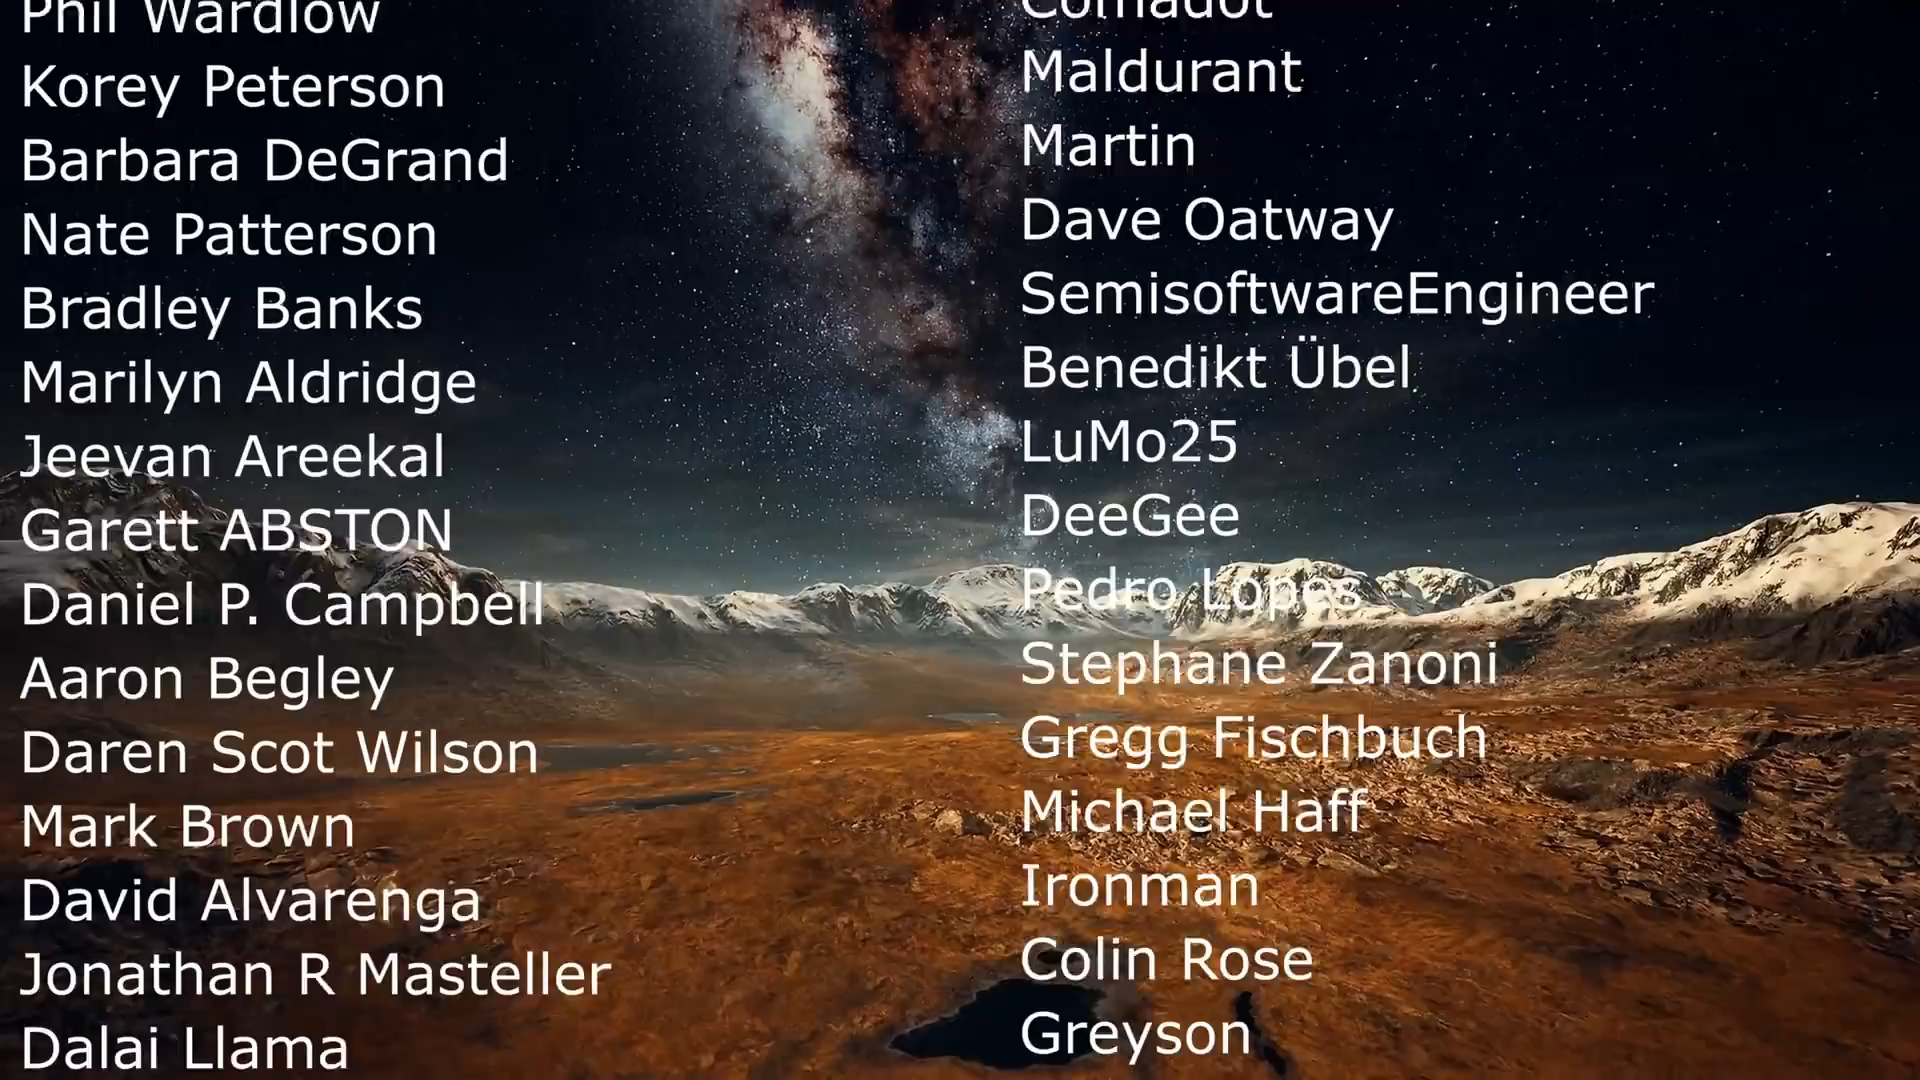 Phil Wardlow
Korey Peterson
Barbara DeGrand
Nate Patterson
Bradley Banks
Marilyn Aldridge
Jeevan Areekal
Garett ABSTON
Daniel P. Campbell
Aaron Begley
Daren Scot Wilson
Mark Brown
David Alvarenga
Jonathan R Masteller
Dalai Llama
Maldurant
Martin
Dave Oatway
SemisoftwareEngineer
Benedikt Übel
LuMo25
DeeGee
Pedro Lopes
Stephane Zanoni
Gregg Fischbuch
Michael Haff
Ironman
Colin Rose
Greyson